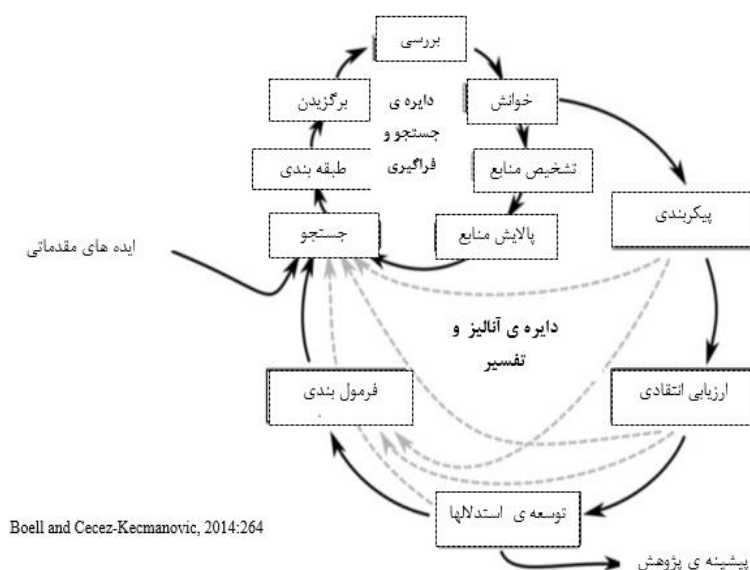 بررسی
برگزیدن
دایره ی
جستجو و
فراگیری
خوانش
طبقه بندی
تشخیص منابع
جستجو
پالایش منابع
پیکربندی
ایده های مقدماتی
دایره ی آنالیز و
تفسیر
فرمول بندی
ارزیابی انتقادی
توسعه ی استدلالها
Boell and Cecez-Kecmanovic, 2014:264
پیشینه ی پژوهش